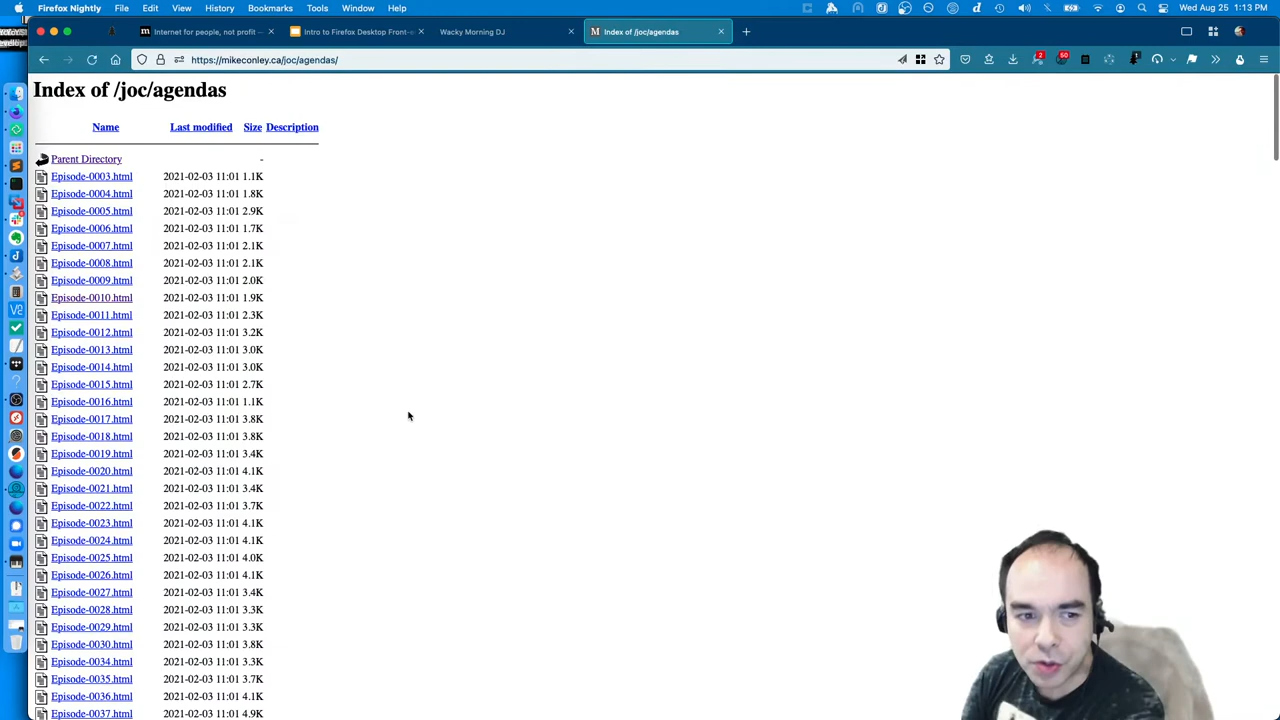 Firefox Nightly File Edit View History Bookmarks Tools Window Help Wed Aug 25 1:13 PM
Internet for people, not profit — Intro to Firefox Desktop Front-e Wacky Morning DJ Index of /joc/agendas
https://mikeconley.ca/joc/agendas/ 2 50 1
Index of /joc/agendas
Name Last modified Size Description
Parent Directory -
Episode-0003.html 2021-02-03 11:01 1.1K
Episode-0004.html 2021-02-03 11:01 1.8K
Episode-0005.html 2021-02-03 11:01 2.9K
Episode-0006.html 2021-02-03 11:01 1.7K
Episode-0007.html 2021-02-03 11:01 2.1K
Episode-0008.html 2021-02-03 11:01 2.1K
Episode-0009.html 2021-02-03 11:01 2.0K
Episode-0010.html 2021-02-03 11:01 1.9K
Episode-0011.html 2021-02-03 11:01 2.3K
Episode-0012.html 2021-02-03 11:01 3.2K
Episode-0013.html 2021-02-03 11:01 3.0K
Episode-0014.html 2021-02-03 11:01 3.0K
Episode-0015.html 2021-02-03 11:01 2.7K
Episode-0016.html 2021-02-03 11:01 1.1K
Episode-0017.html 2021-02-03 11:01 3.8K
Episode-0018.html 2021-02-03 11:01 3.8K
Episode-0019.html 2021-02-03 11:01 3.4K
Episode-0020.html 2021-02-03 11:01 4.1K
Episode-0021.html 2021-02-03 11:01 3.4K
Episode-0022.html 2021-02-03 11:01 3.7K
Episode-0023.html 2021-02-03 11:01 4.1K
Episode-0024.html 2021-02-03 11:01 4.1K
Episode-0025.html 2021-02-03 11:01 4.0K
Episode-0026.html 2021-02-03 11:01 4.1K
Episode-0027.html 2021-02-03 11:01 3.4K
Episode-0028.html 2021-02-03 11:01 3.3K
Episode-0029.html 2021-02-03 11:01 3.3K
Episode-0030.html 2021-02-03 11:01 3.8K
Episode-0034.html 2021-02-03 11:01 3.3K
Episode-0035.html 2021-02-03 11:01 3.7K
Episode-0036.html 2021-02-03 11:01 4.1K
Episode-0037.html 2021-02-03 11:01 4.9K